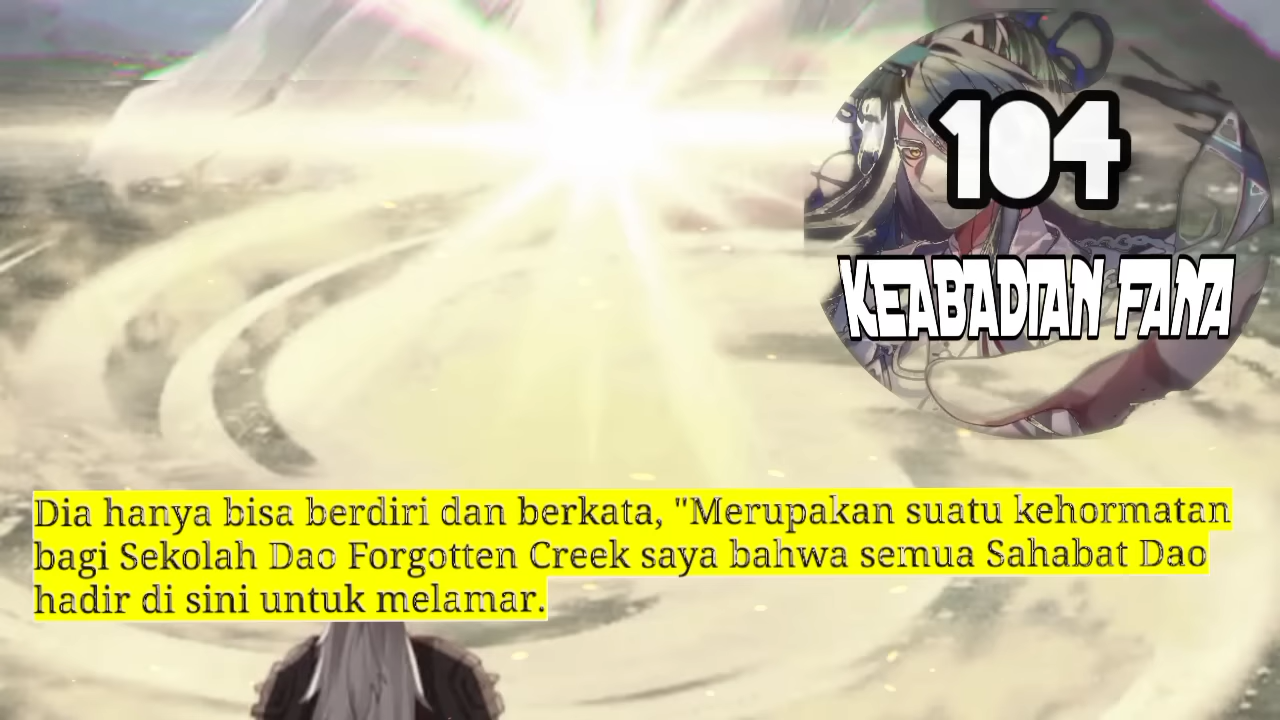 104
KEABADIAN FANA
Dia hanya bisa berdiri dan berkata, "Merupakan suatu kehormatan
bagi Sekolah Dao Forgotten Creek saya bahwa semua Sahabat Dao
hadir di sini untuk melamar.